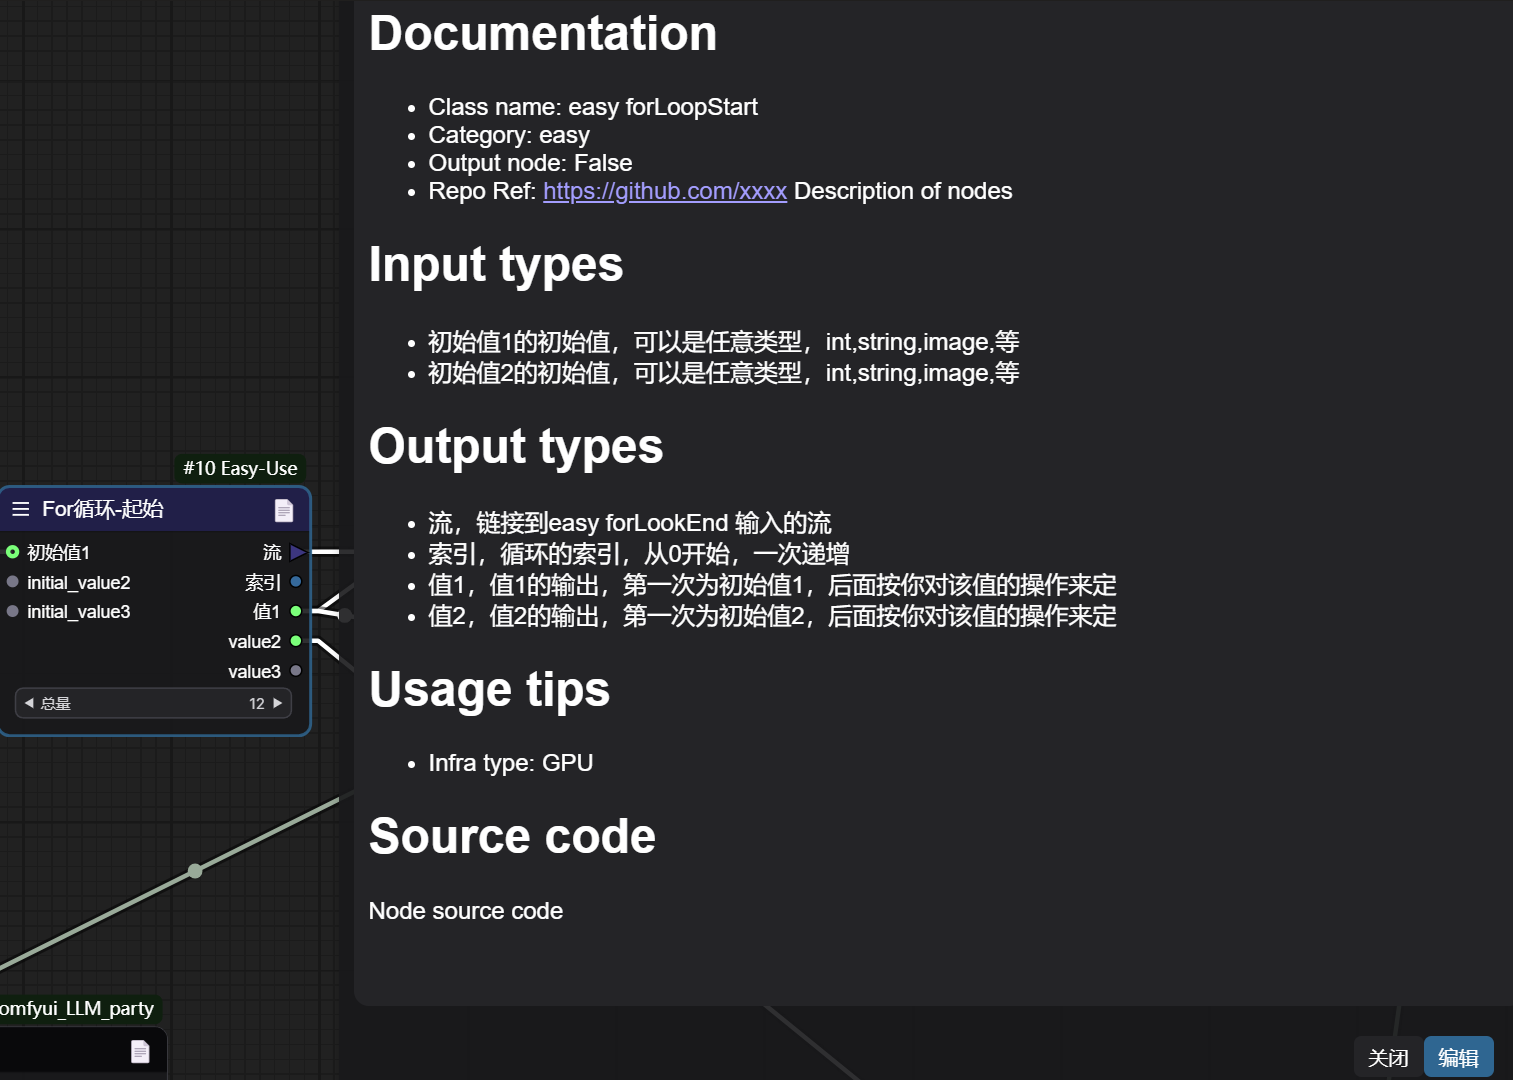 Documentation
Class name: easy forLoopStart
Category: easy
Output node: False
Repo Ref: https://github.com/xxxx Description of nodes
Input types
初始值1的初始值，可以是任意类型，int,string,image,等
初始值2的初始值，可以是任意类型，int,string,image,等
Output types
流，链接到easy forLookEnd 输入的流
索引，循环的索引，从0开始，一次递增
值1，值1的输出，第一次为初始值1，后面按你对该值的操作来定
值2，值2的输出，第一次为初始值2，后面按你对该值的操作来定
Usage tips
Infra type: GPU
Source code
Node source code
#10 Easy-Use
For循环-起始
初始值1 流
initial_value2 索引
initial_value3 值1
value2
value3
总量 12
omfyui_LLM_party
关闭 编辑